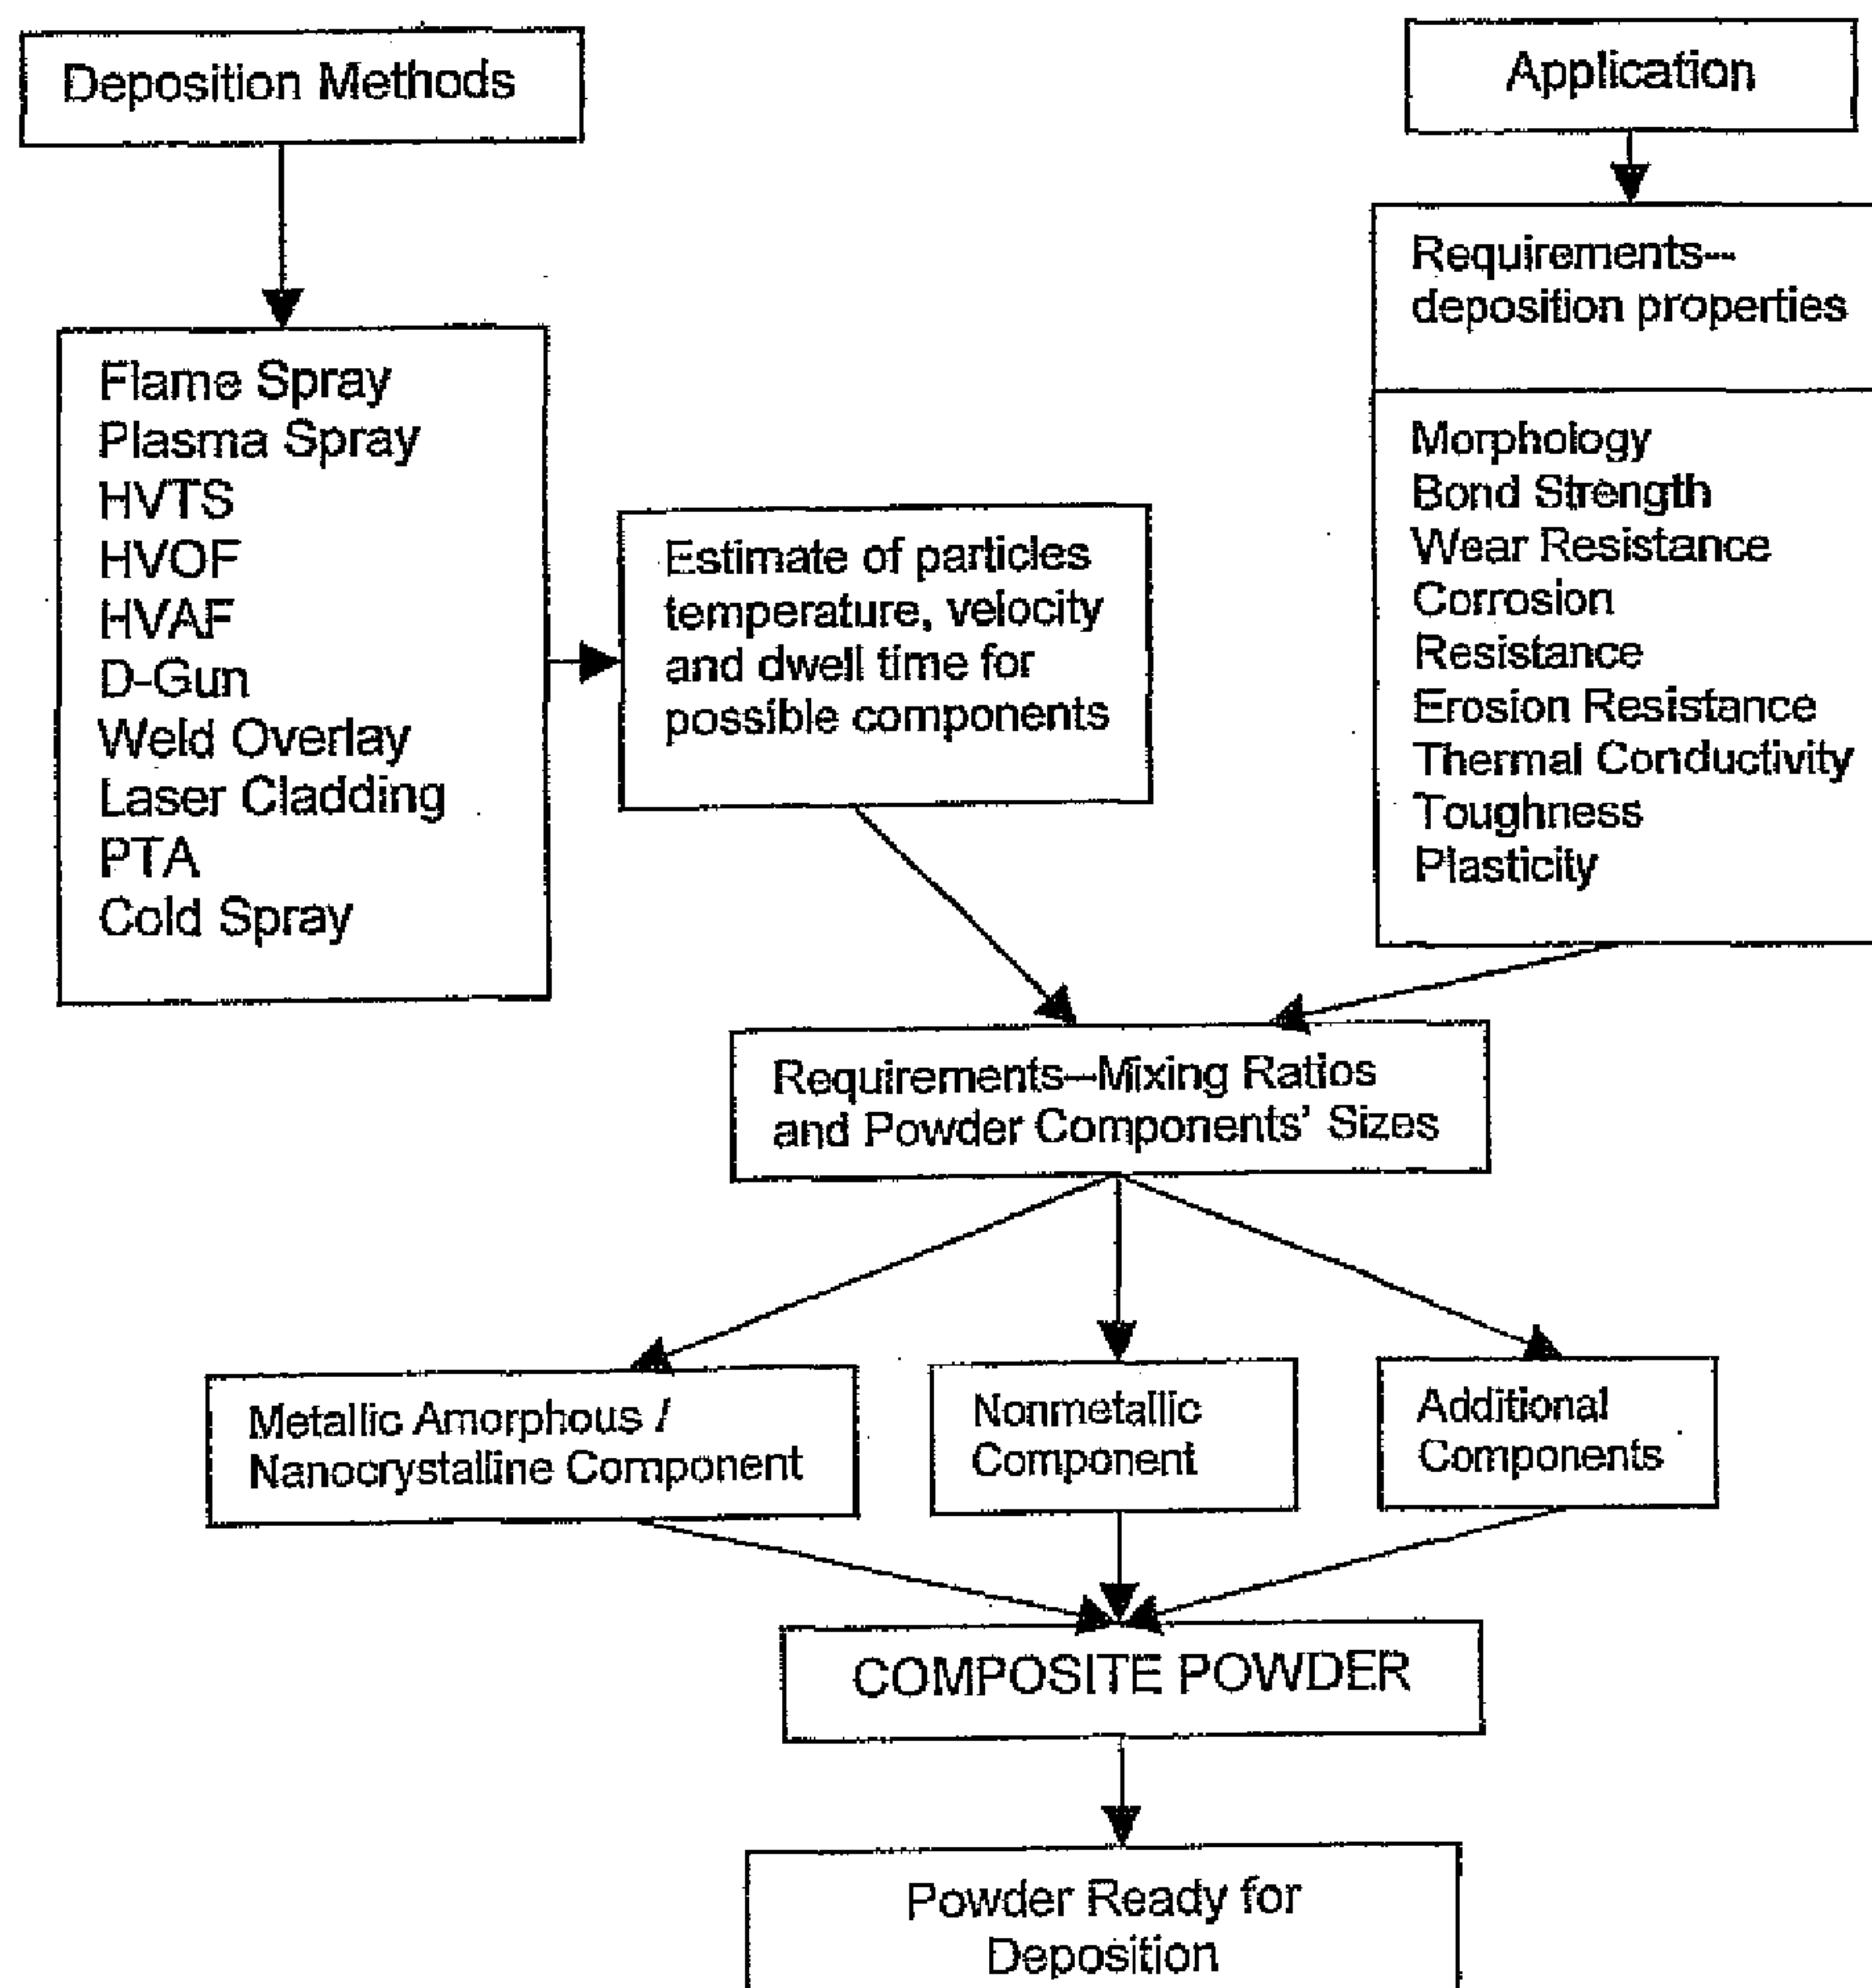 Deposition Methods
Application
Requirements--
deposition properties
Flame Spray
Plasma Spray
HVTS
HVOF
HVAF
D-Gun
Weld Overlay
Laser Cladding
PTA
Cold Spray
Estimate of particles
temperature, velocity
and dwell time for
possible components
Morphology
Bond Strength
Wear Resistance
Corrosion
Resistance
Erosion Resistance
Thermal Conductivity
Toughness
Plasticity
Requirements--Mixing Ratios
and Powder Components' Sizes
Metallic Amorphous /
Nanocrystalline Component
Nonmetallic
Component
Additional
Components
COMPOSITE POWDER
Powder Ready for
Deposition